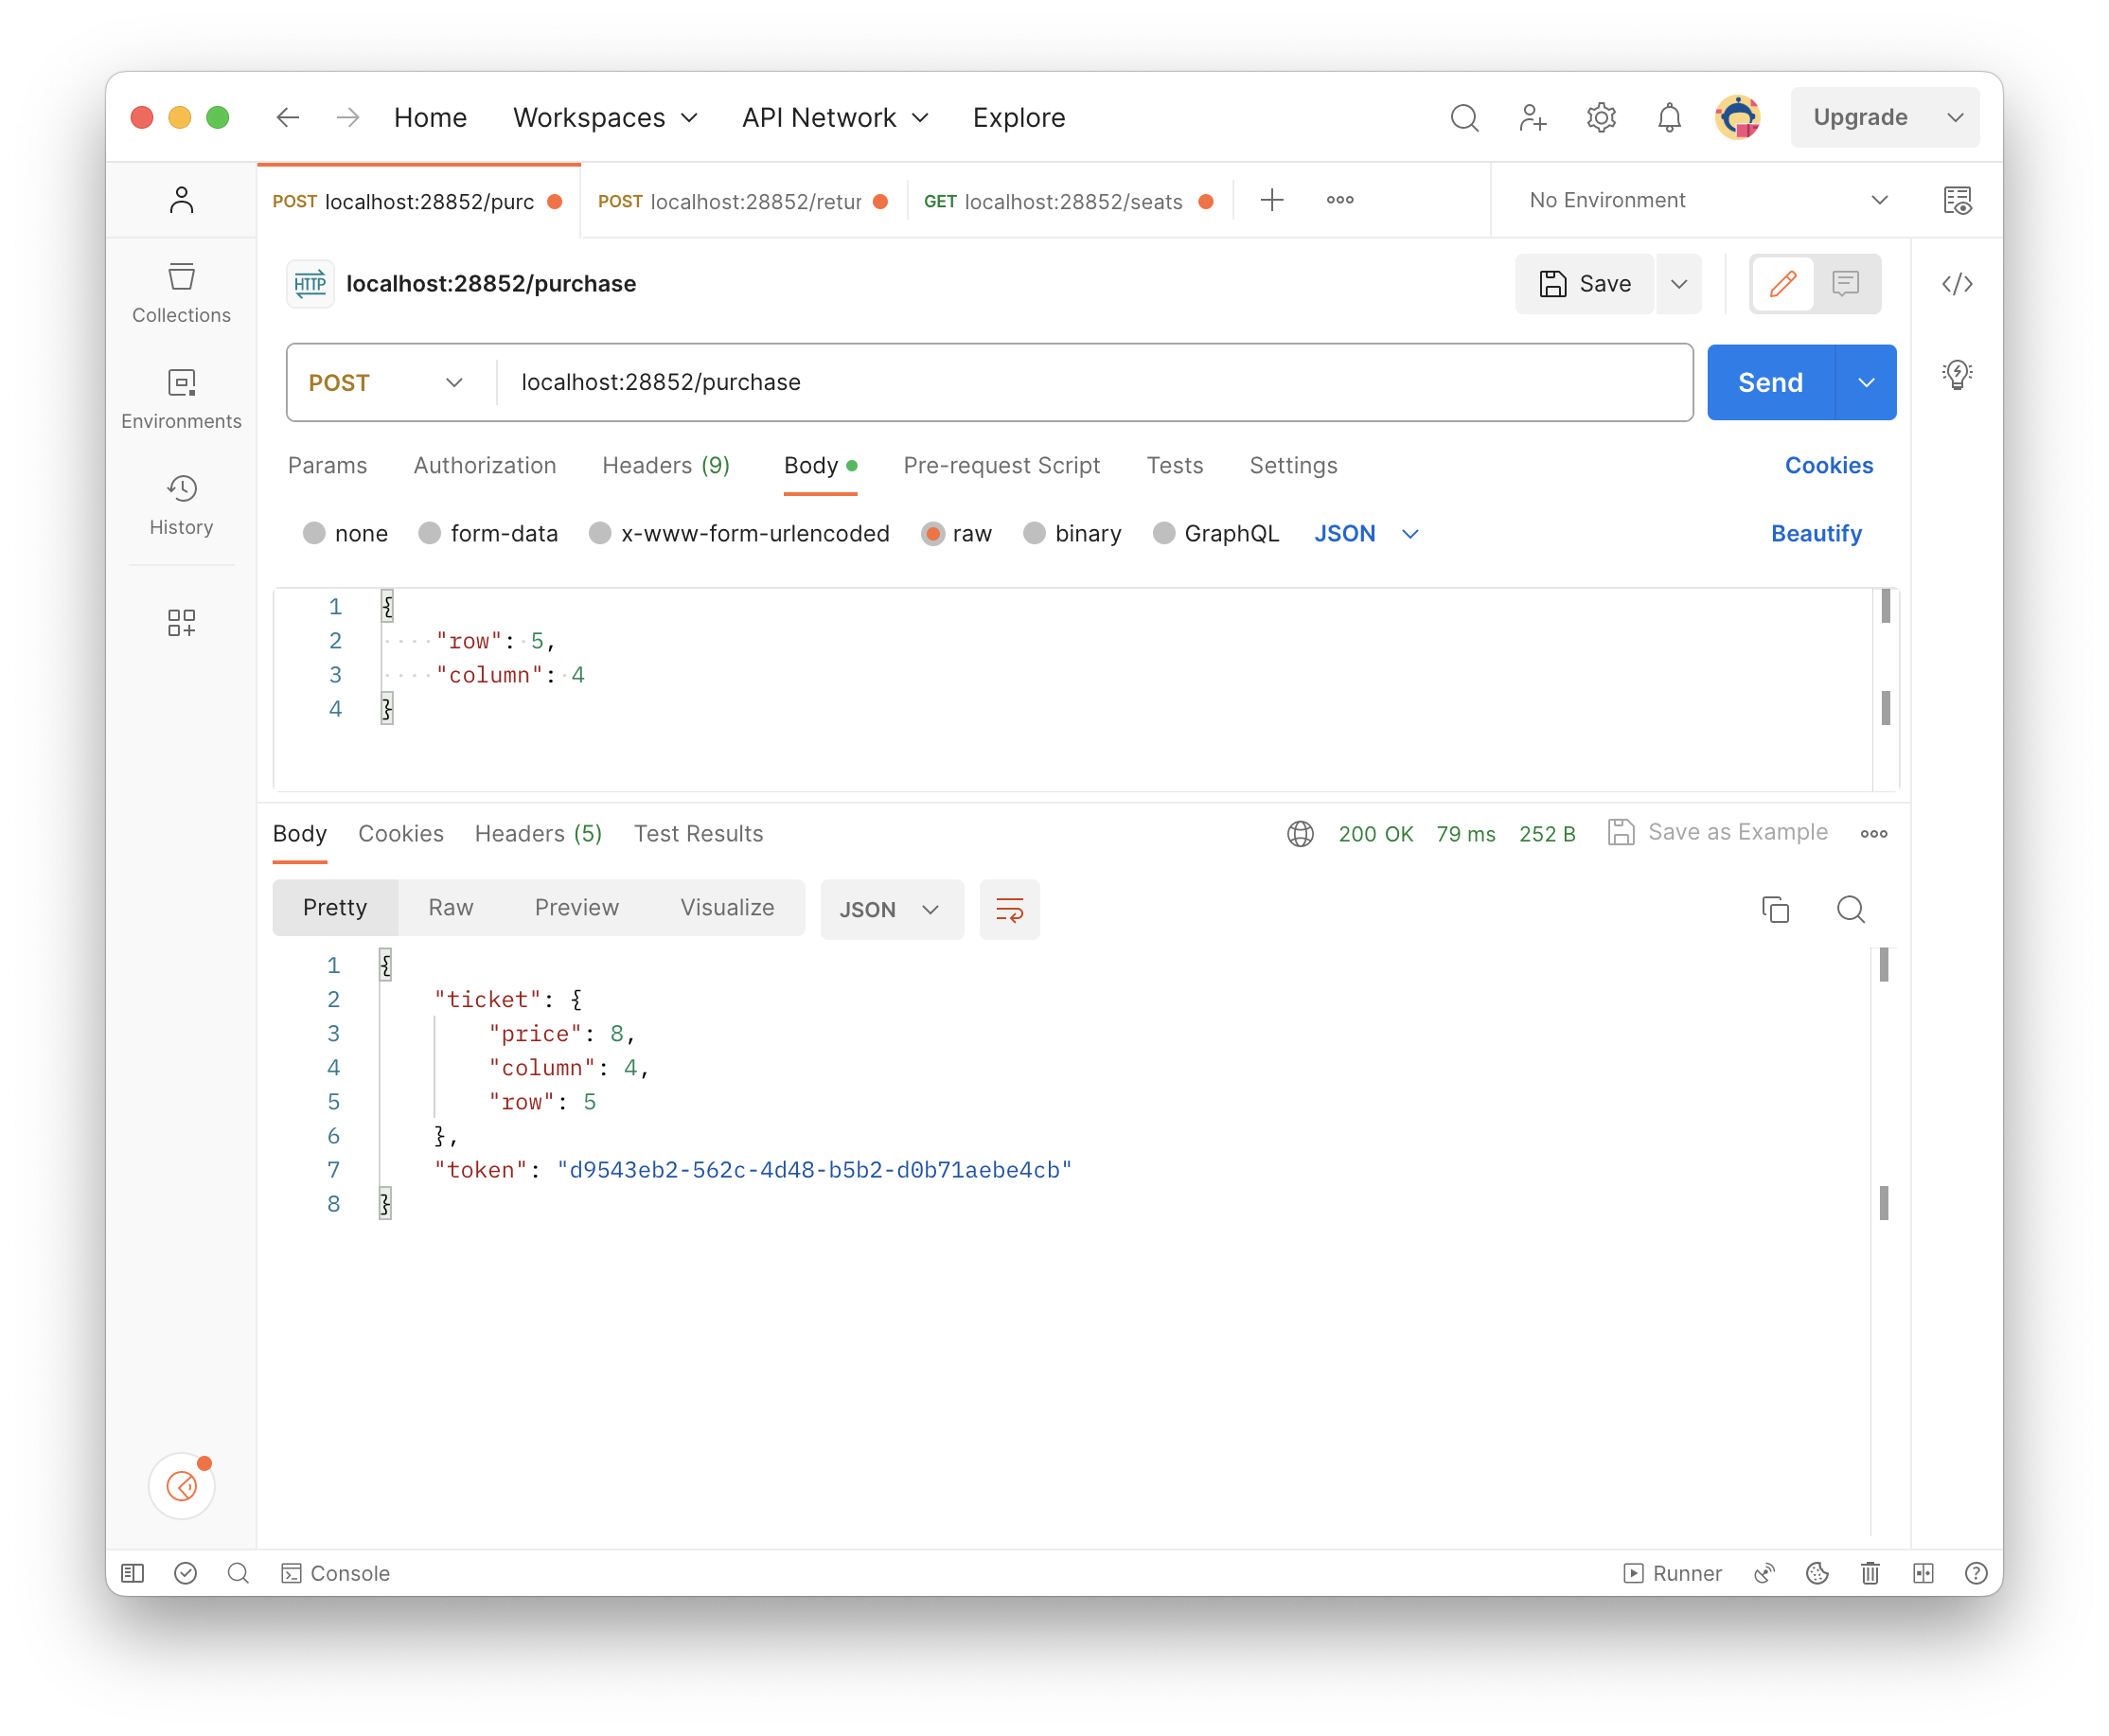 Home Workspaces API Network Explore Upgrade
POST localhost:28852/purc POST localhost:28852/retur GET localhost:28852/seats No Environment
HTTP localhost:28852/purchase Save
Collections
POST localhost:28852/purchase Send
Environments
Params Authorization Headers (9) Body Pre-request Script Tests Settings Cookies
History
none form-data x-www-form-urlencoded raw binary GraphQL JSON Beautify
1 {
2 "row": 5,
3 "column": 4
4 }
Body Cookies Headers (5) Test Results 200 OK 79 ms 252 B Save as Example
Pretty Raw Preview Visualize JSON
1 {
2 "ticket": {
3 "price": 8,
4 "column": 4,
5 "row": 5
6 },
7 "token": "d9543eb2-562c-4d48-b5b2-d0b71aebe4cb"
8 }
Console Runner